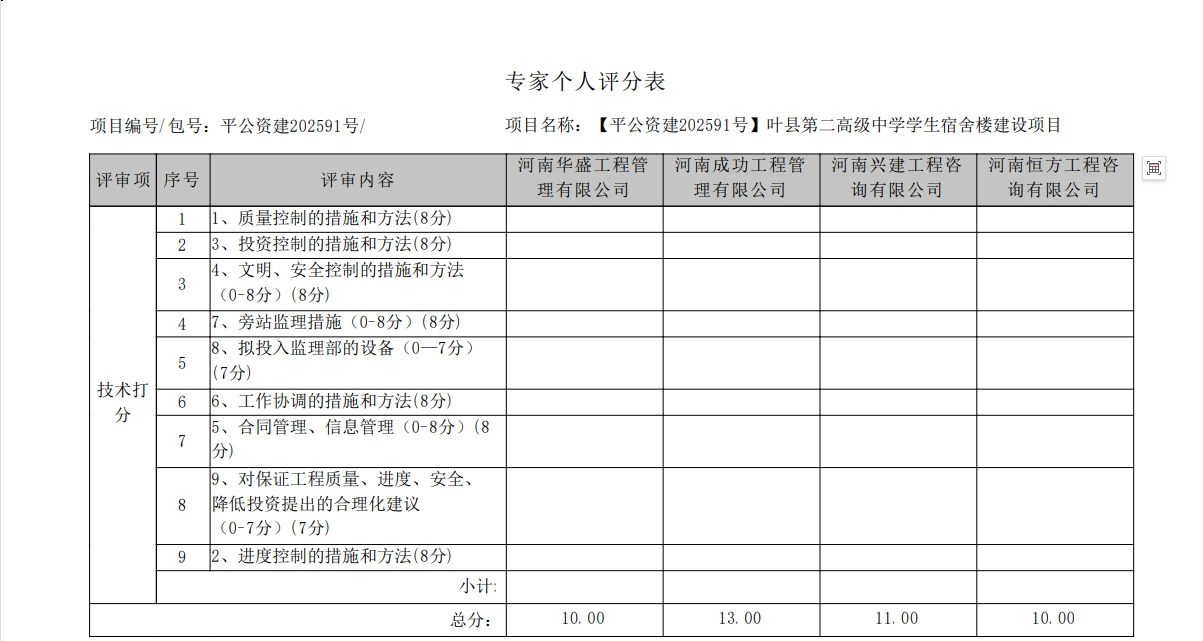 专家个人评分表
项目编号/包号：平公资建202591号/
项目名称：【平公资建202591号】叶县第二高级中学学生宿舍楼建设项目
评审项 序号 评审内容 河南华盛工程管理有限公司 河南成功工程管理有限公司 河南兴建工程咨询有限公司 河南恒方工程咨询有限公司
技术打分
1 1、质量控制的措施和方法(8分)
2 3、投资控制的措施和方法(8分)
3 4、文明、安全控制的措施和方法
（0-8分）(8分)
4 7、旁站监理措施（0-8分）(8分)
5 8、拟投入监理部的设备（0—7分）
(7分)
6 6、工作协调的措施和方法(8分)
7 5、合同管理、信息管理（0-8分）(8
分)
8 9、对保证工程质量、进度、安全、
降低投资提出的合理化建议
（0-7分）(7分)
9 2、进度控制的措施和方法(8分)
小计:
总分： 10.00 13.00 11.00 10.00